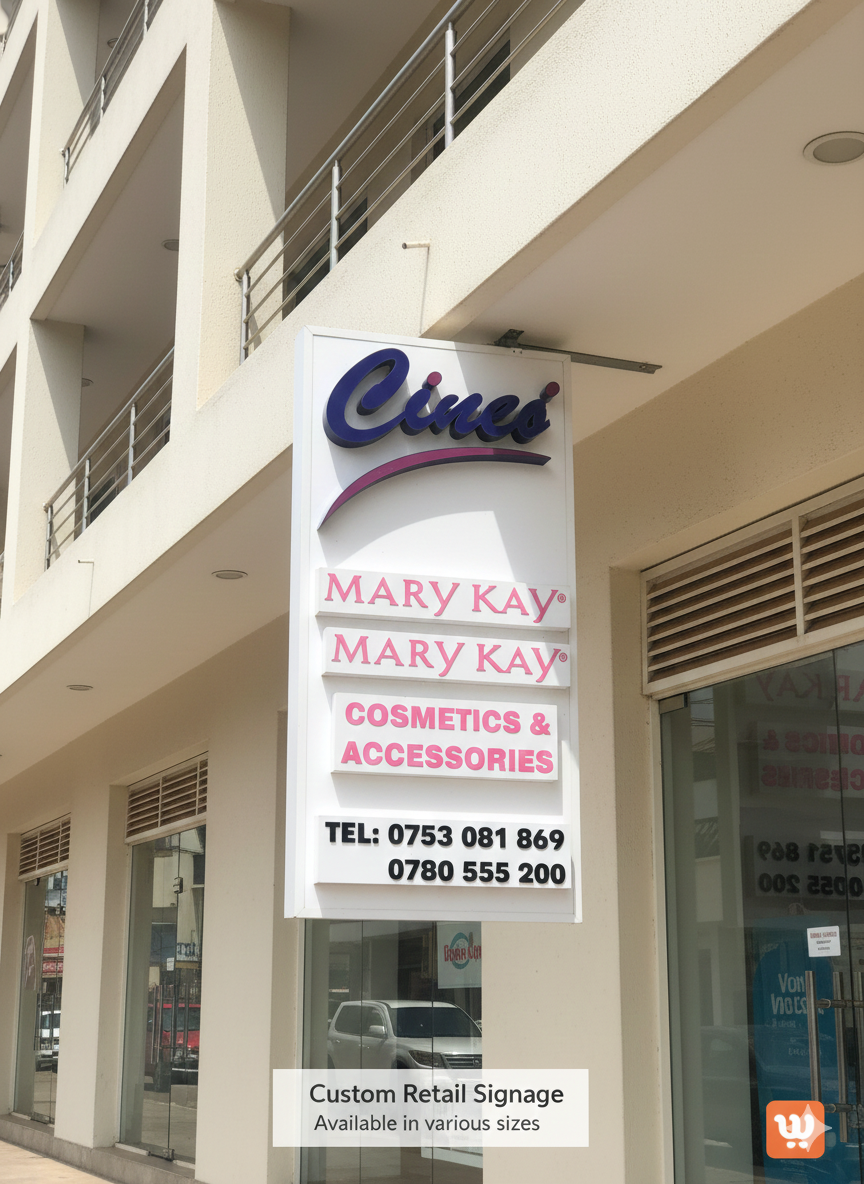 Cineó
MARY KAY®
MARY KAY®
COSMETICS &
ACCESSORIES
TEL: 0753 081 869
0780 555 200
Custom Retail Signage
Available in various sizes